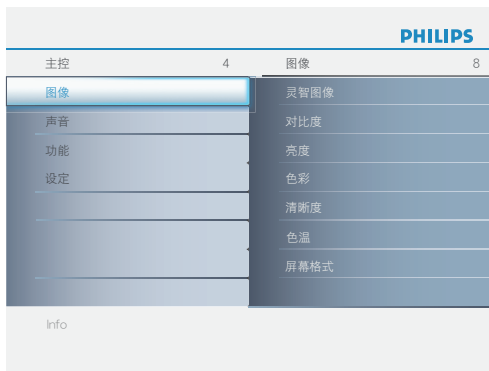 PHILIPS
主控 4 图像 8
图像 灵智图像
声音 对比度
功能 亮度
设定 色彩
清晰度
色温
屏幕格式
Info